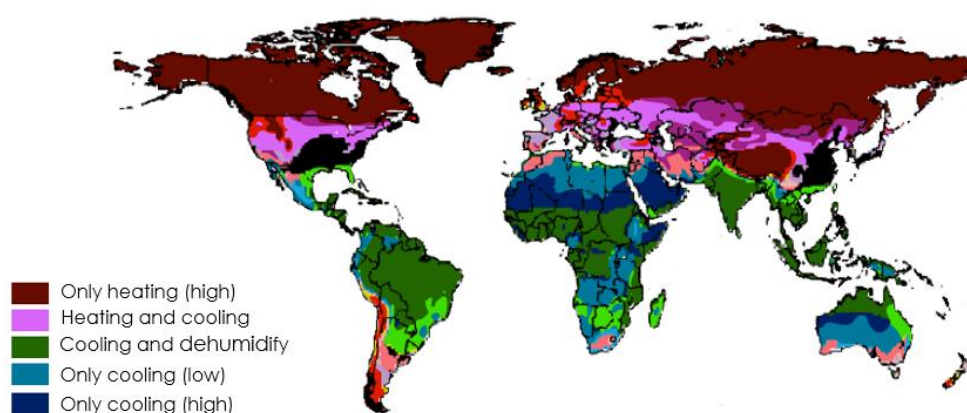 Only heating (high)
Heating and cooling
Cooling and dehumidify
Only cooling (low)
Only cooling (high)